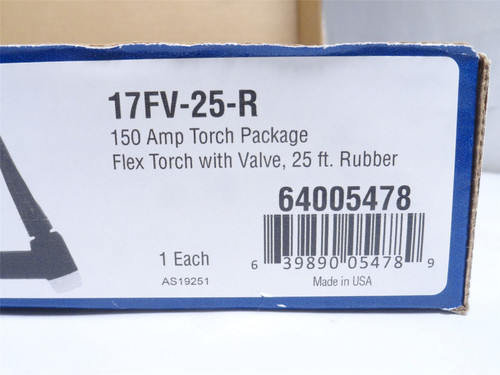 17FV-25-R
150 Amp Torch Package
Flex Torch with Valve, 25 ft. Rubber
64005478
1 Each
6 39890 05478 9
AS19251
Made in USA